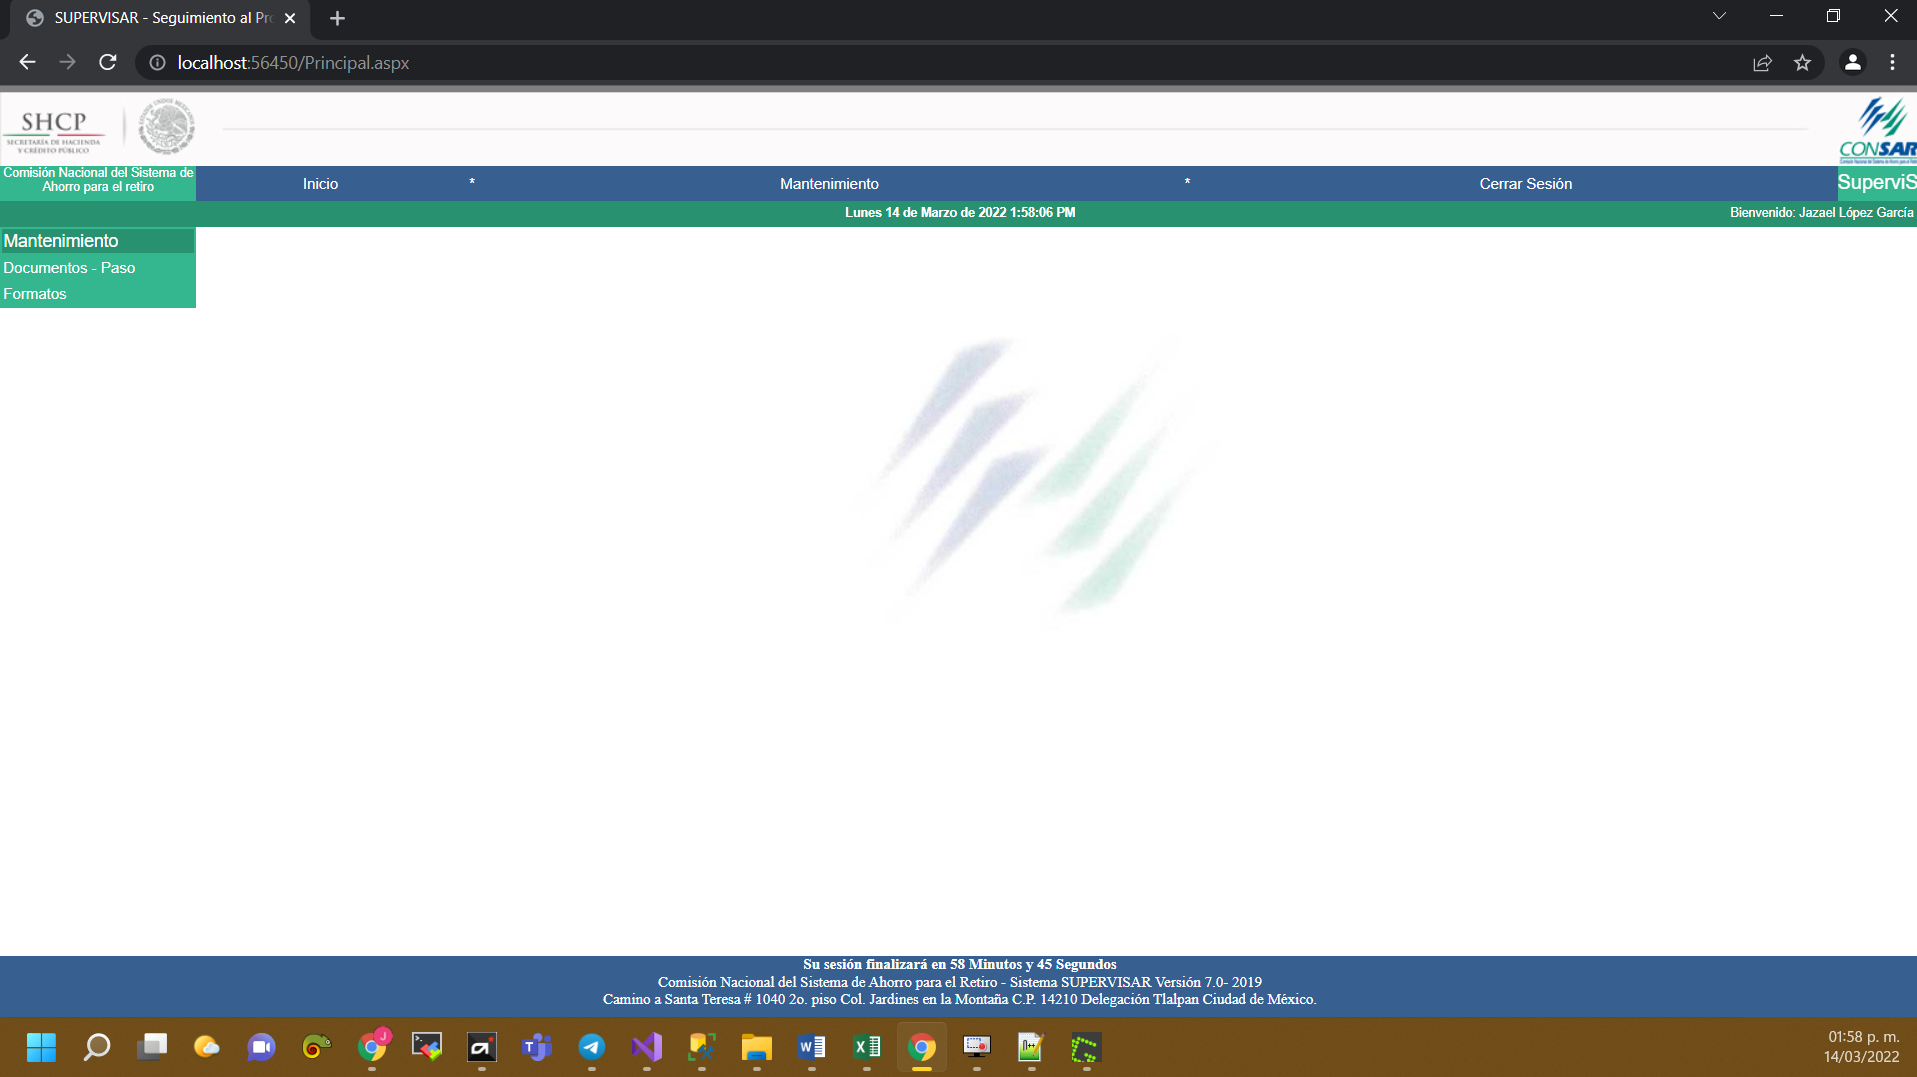 SUPERVISAR - Seguimiento al Pro
localhost:56450/Principal.aspx
SHCP
SECRETARÍA DE HACIENDA
Y CRÉDITO PÚBLICO
CONSAR
Comisión Nacional del Sistema de
Ahorro para el retiro
Inicio * Mantenimiento * Cerrar Sesión
SuperviS
Lunes 14 de Marzo de 2022 1:58:06 PM
Bienvenido: Jazael López García
Mantenimiento
Documentos - Paso
Formatos
Su sesión finalizará en 58 Minutos y 45 Segundos
Comisión Nacional del Sistema de Ahorro para el Retiro - Sistema SUPERVISAR Versión 7.0- 2019
Camino a Santa Teresa # 1040 2o. piso Col. Jardines en la Montaña C.P. 14210 Delegación Tlalpan Ciudad de México.
01:58 p. m.
14/03/2022